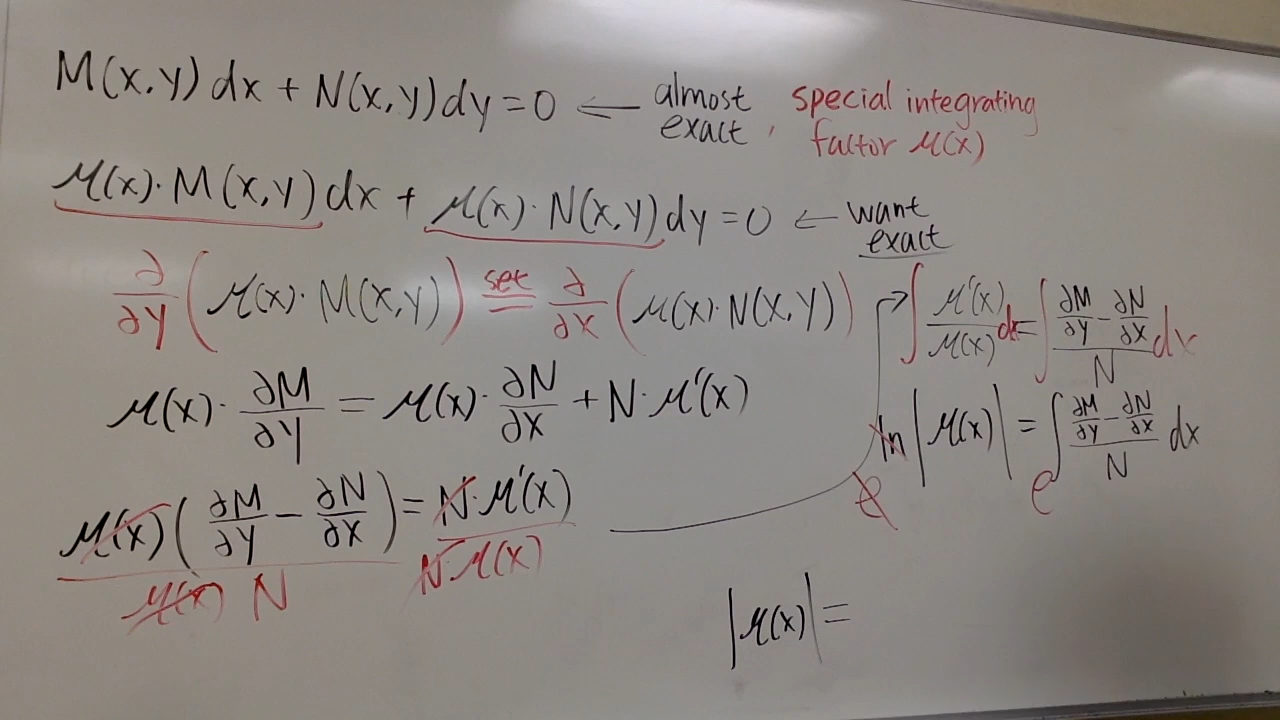 M(x,y) dx + N(x,y) dy = 0 ← almost exact, special integrating factor μ(x)
μ(x)·M(x,y) dx + μ(x)·N(x,y) dy = 0 ← want exact
∂/∂y (μ(x)·M(x,y)) set = ∂/∂x (μ(x)·N(x,y))
μ(x)·∂M/∂y = μ(x)·∂N/∂x + N·μ'(x)
μ(x)(∂M/∂y − ∂N/∂x) / μ(x) N = N·μ'(x) / N·μ(x)
∫ μ'(x)/μ(x) dx = ∫ (∂M/∂y − ∂N/∂x)/N dx
e ln |μ(x)| = e ∫ (∂M/∂y − ∂N/∂x)/N dx
|μ(x)| =